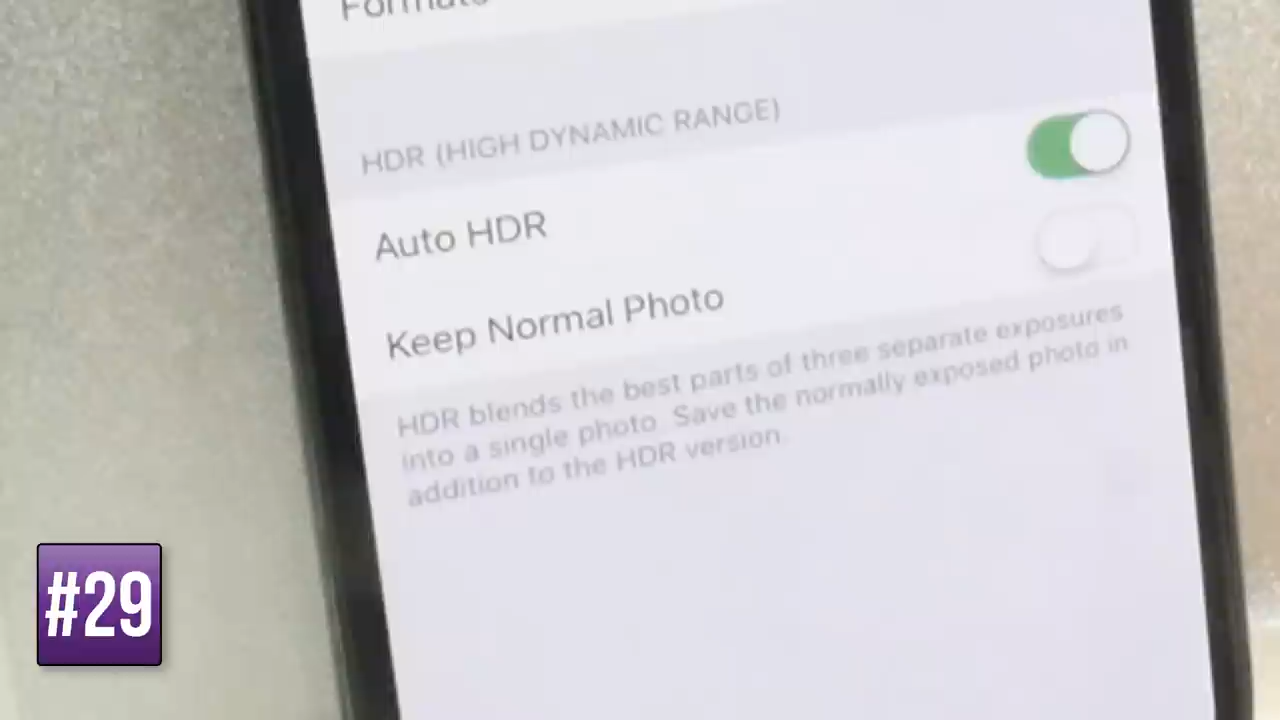 Formats
HDR (HIGH DYNAMIC RANGE)
Auto HDR
Keep Normal Photo
HDR blends the best parts of three separate exposures
into a single photo. Save the normally exposed photo in
addition to the HDR version.
#29